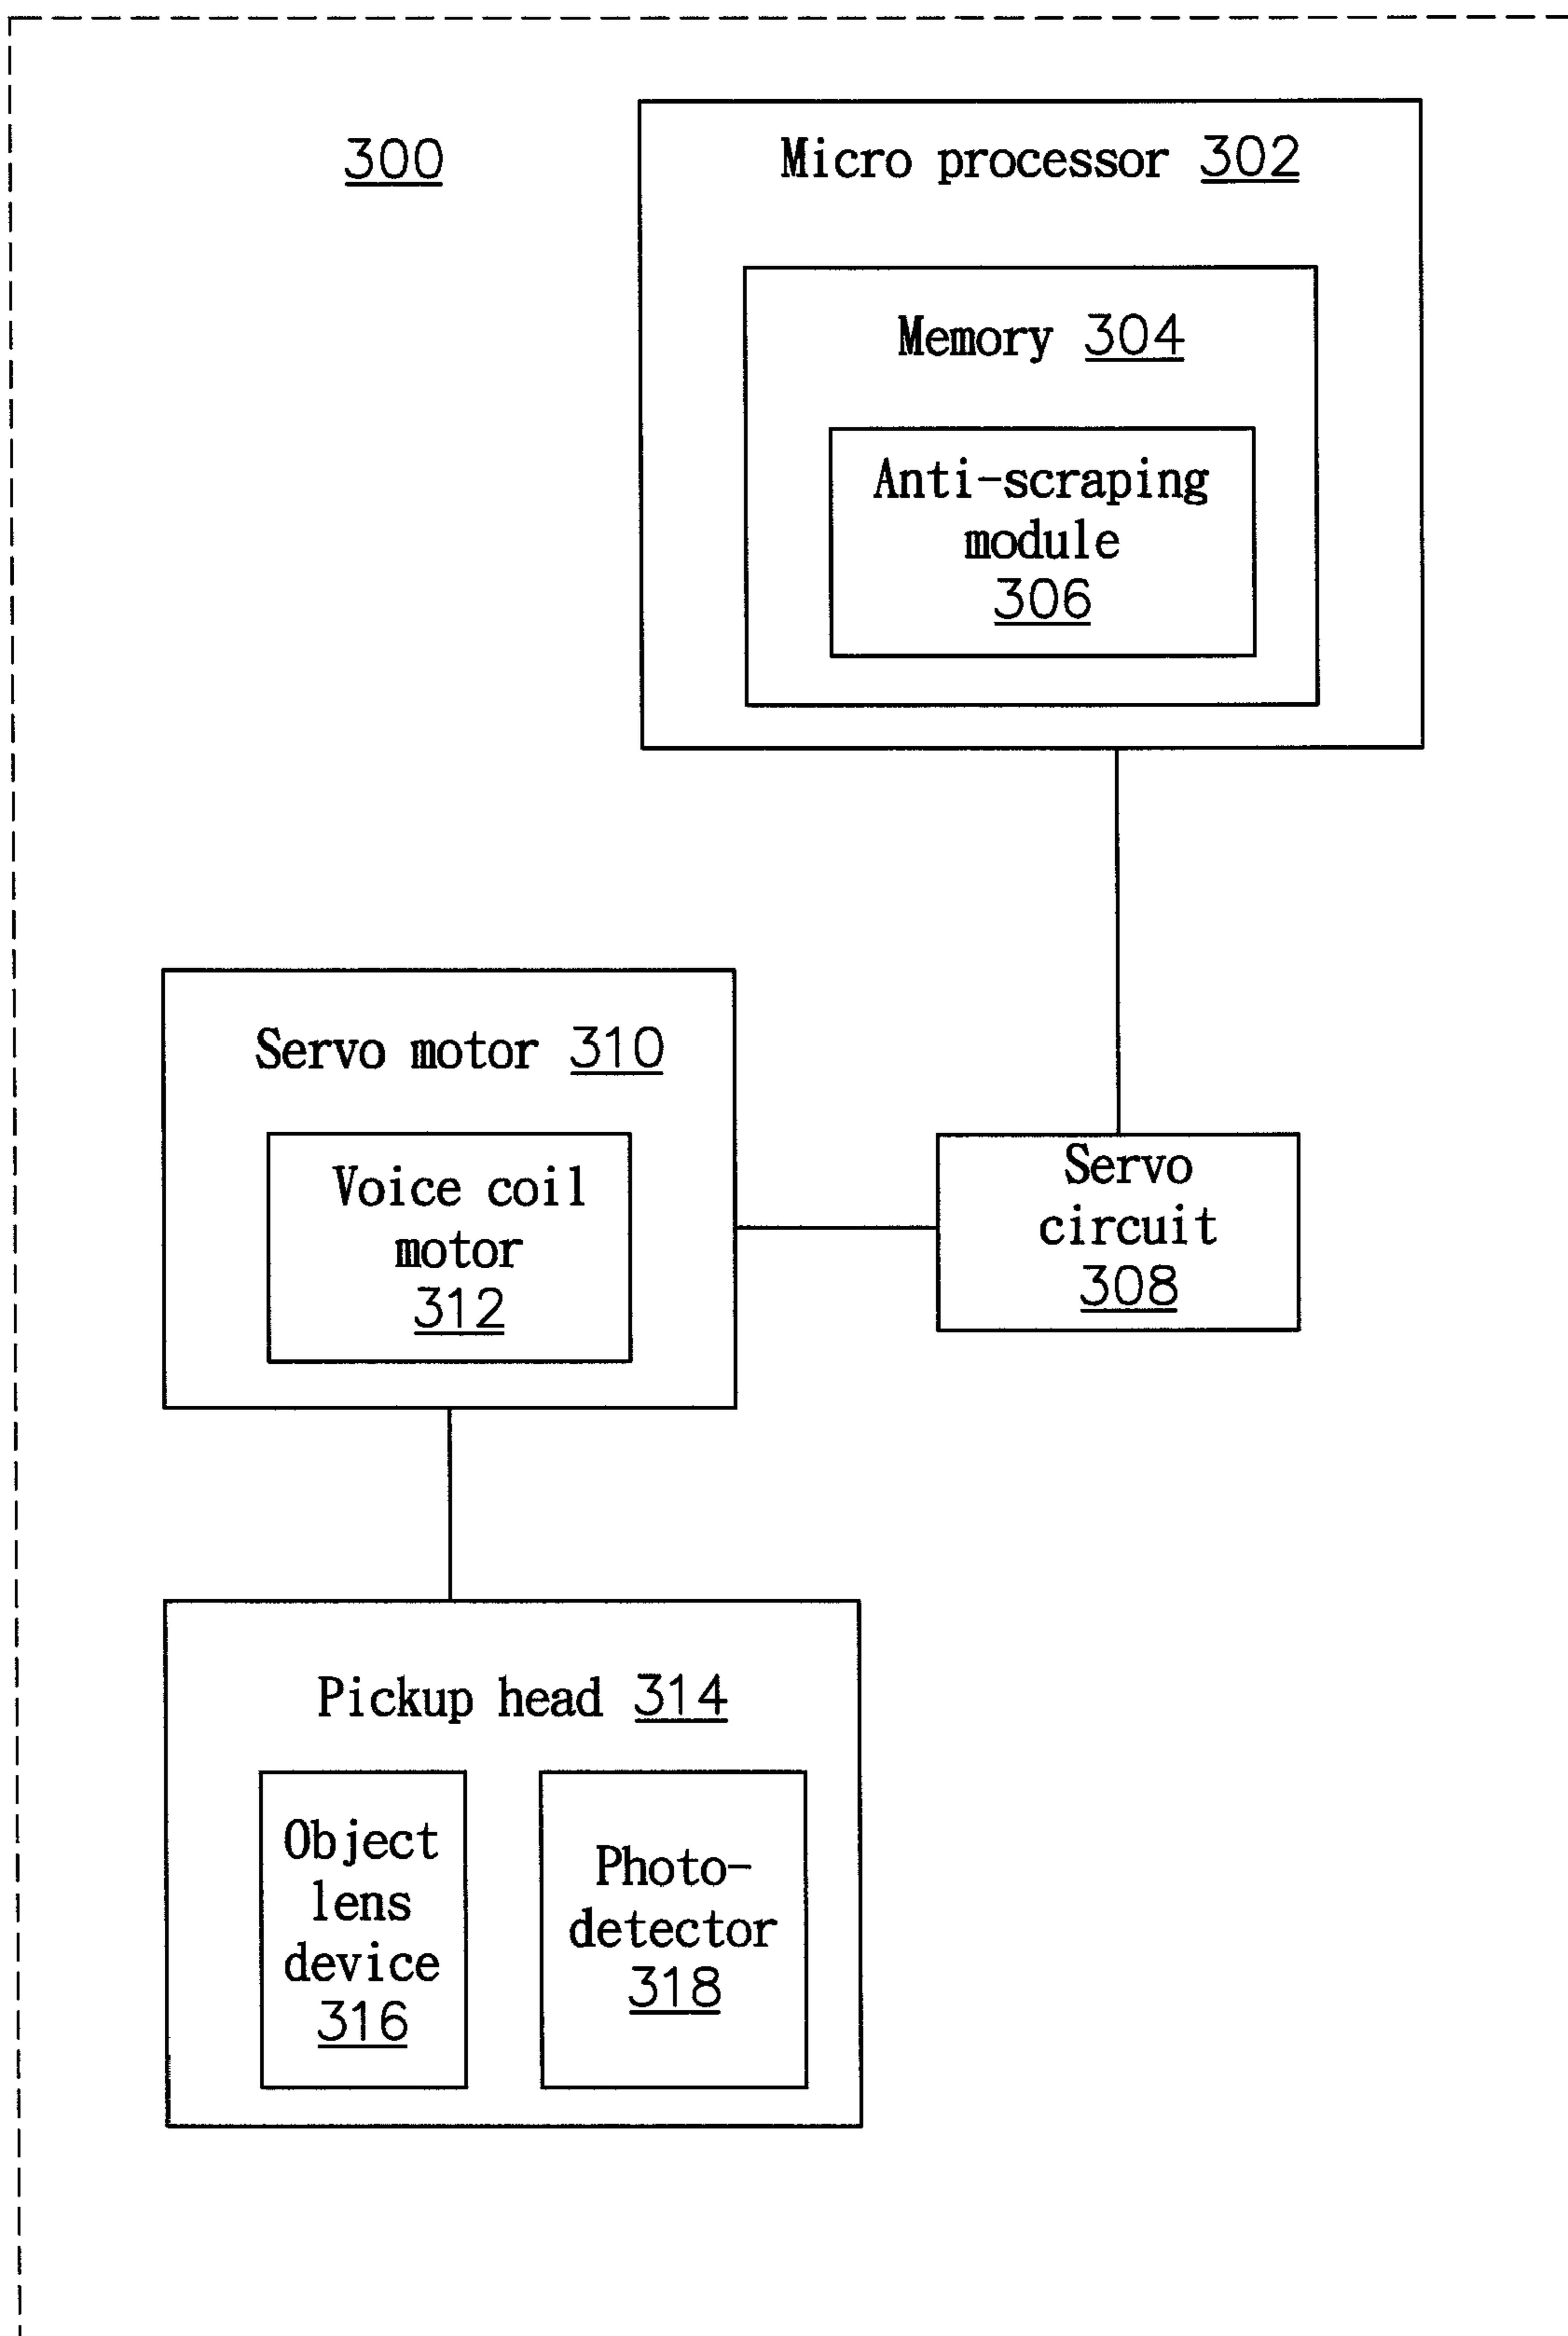 300
Micro processor 302
Memory 304
Anti-scraping
module
306
Servo motor 310
Voice coil
motor
312
Servo
circuit
308
Pickup head 314
Object
lens
device
316
Photo-
detector
318